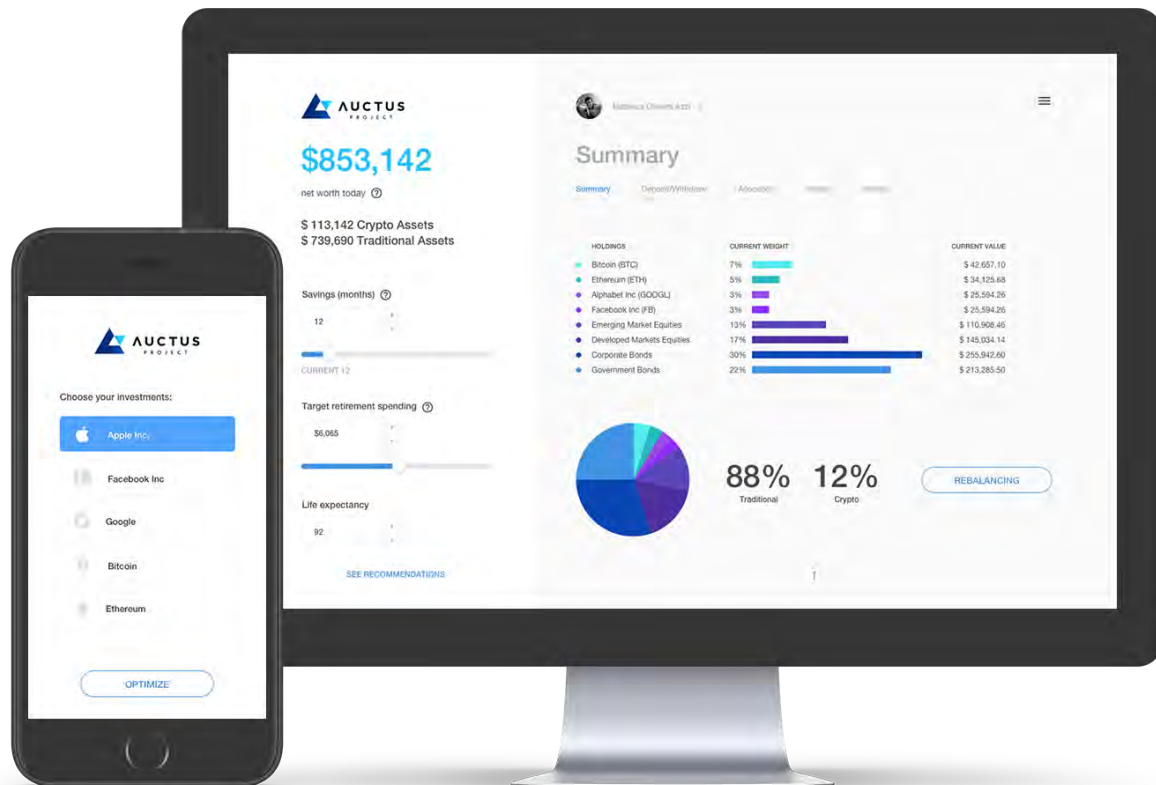 AUCTUS
PROJECT
$853,142
net worth today ?
$ 113,142 Crypto Assets
$ 739,690 Traditional Assets
Savings (months) ?
12
CURRENT 12
Target retirement spending ?
$6,065
Life expectancy
92
SEE RECOMMENDATIONS
Summary
Summary Deposit/Withdraw Allocation
HOLDINGS CURRENT WEIGHT CURRENT VALUE
Bitcoin (BTC) 7% $ 42,657,10
Ethereum (ETH) 5% $ 34,125.68
Alphabet Inc (GOOGL) 3% $ 25,594.26
Facebook Inc (FB) 3% $ 25,594.26
Emerging Market Equities 13% $ 110,908.46
Developed Markets Equities 17% $ 145,034.14
Corporate Bonds 30% $ 255,942.60
Government Bonds 22% $ 213,285.50
88% 12%
Traditional Crypto
REBALANCING
AUCTUS
PROJECT
Choose your investments:
Apple Inc.
Facebook Inc
Google
Bitcoin
Ethereum
OPTIMIZE